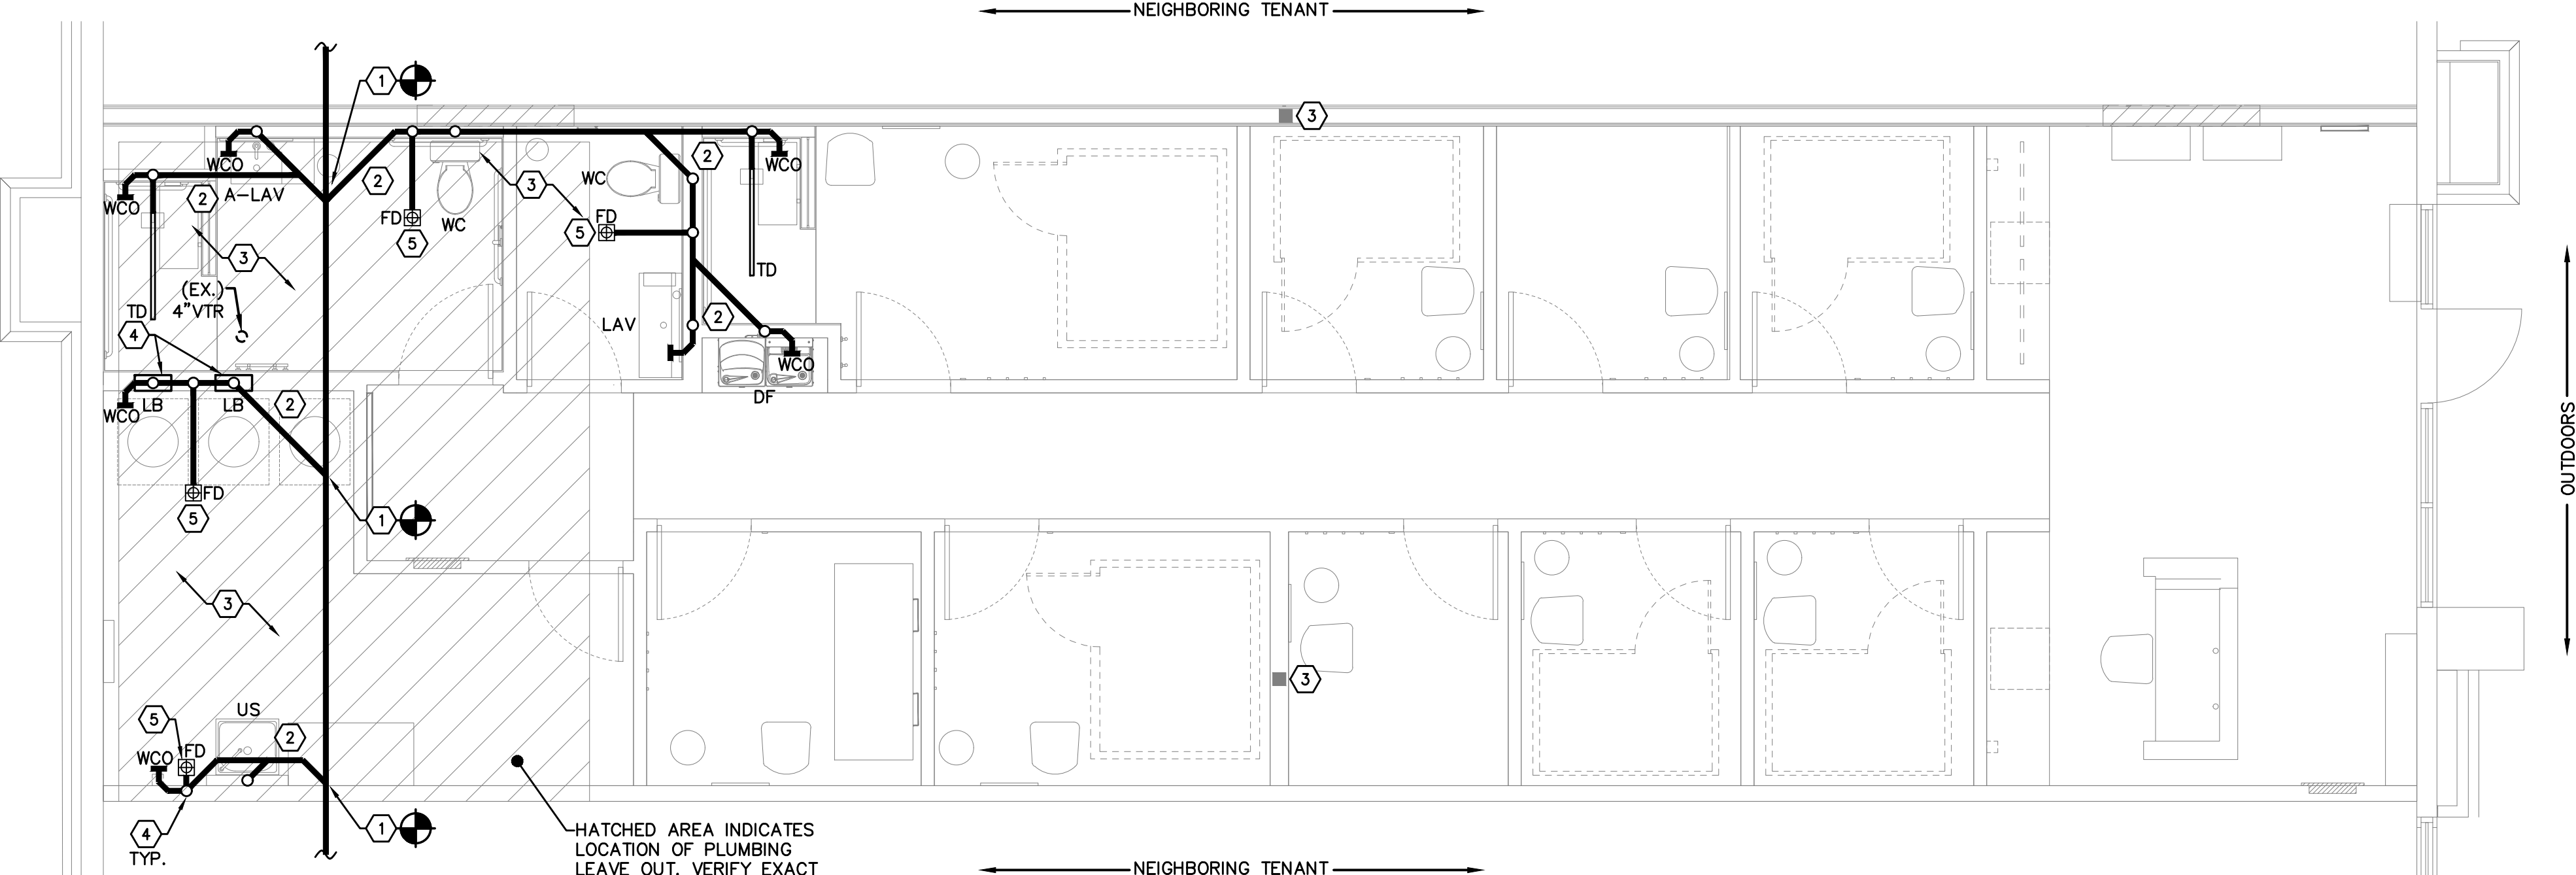 NEIGHBORING TENANT
1
3
WCO
WCO
2
A-LAV
2
WCO
2
WC
3
FD
WC
5
5
FD
3
TD
(EX.)
4"VTR
TD
4
LAV
2
WCO
DF
LB
LB
WCO
2
FD
5
1
OUTDOORS
3
3
US
5
2
WCO
FD
4
TYP.
1
HATCHED AREA INDICATES
LOCATION OF PLUMBING
LEAVE OUT. VERIFY EXACT
NEIGHBORING TENANT